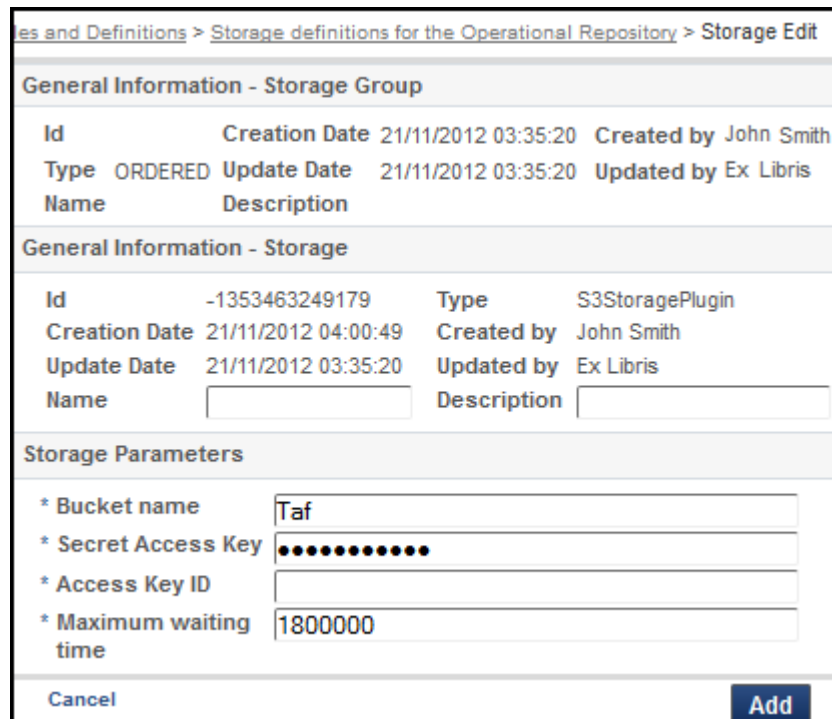 les and Definitions > Storage definitions for the Operational Repository > Storage Edit
General Information - Storage Group
Id Creation Date 21/11/2012 03:35:20 Created by John Smith
Type ORDERED Update Date 21/11/2012 03:35:20 Updated by Ex Libris
Name Description
General Information - Storage
Id -1353463249179 Type S3StoragePlugin
Creation Date 21/11/2012 04:00:49 Created by John Smith
Update Date 21/11/2012 03:35:20 Updated by Ex Libris
Name Description
Storage Parameters
* Bucket name Taf
* Secret Access Key •••••••••••
* Access Key ID
* Maximum waiting 1800000
time
Cancel Add